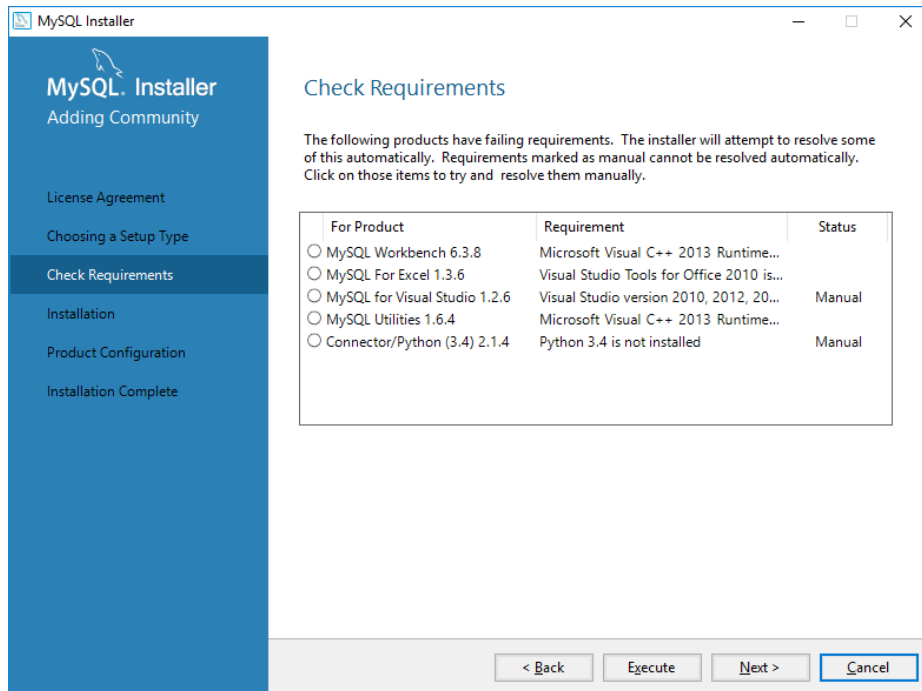 MySQL Installer
MySQL. Installer
Adding Community
License Agreement
Choosing a Setup Type
Check Requirements
Installation
Product Configuration
Installation Complete
Check Requirements
The following products have failing requirements. The installer will attempt to resolve some
of this automatically. Requirements marked as manual cannot be resolved automatically.
Click on those items to try and resolve them manually.
For Product Requirement Status
MySQL Workbench 6.3.8 Microsoft Visual C++ 2013 Runtime...
MySQL For Excel 1.3.6 Visual Studio Tools for Office 2010 is...
MySQL for Visual Studio 1.2.6 Visual Studio version 2010, 2012, 20... Manual
MySQL Utilities 1.6.4 Microsoft Visual C++ 2013 Runtime...
Connector/Python (3.4) 2.1.4 Python 3.4 is not installed Manual
< Back Execute Next > Cancel